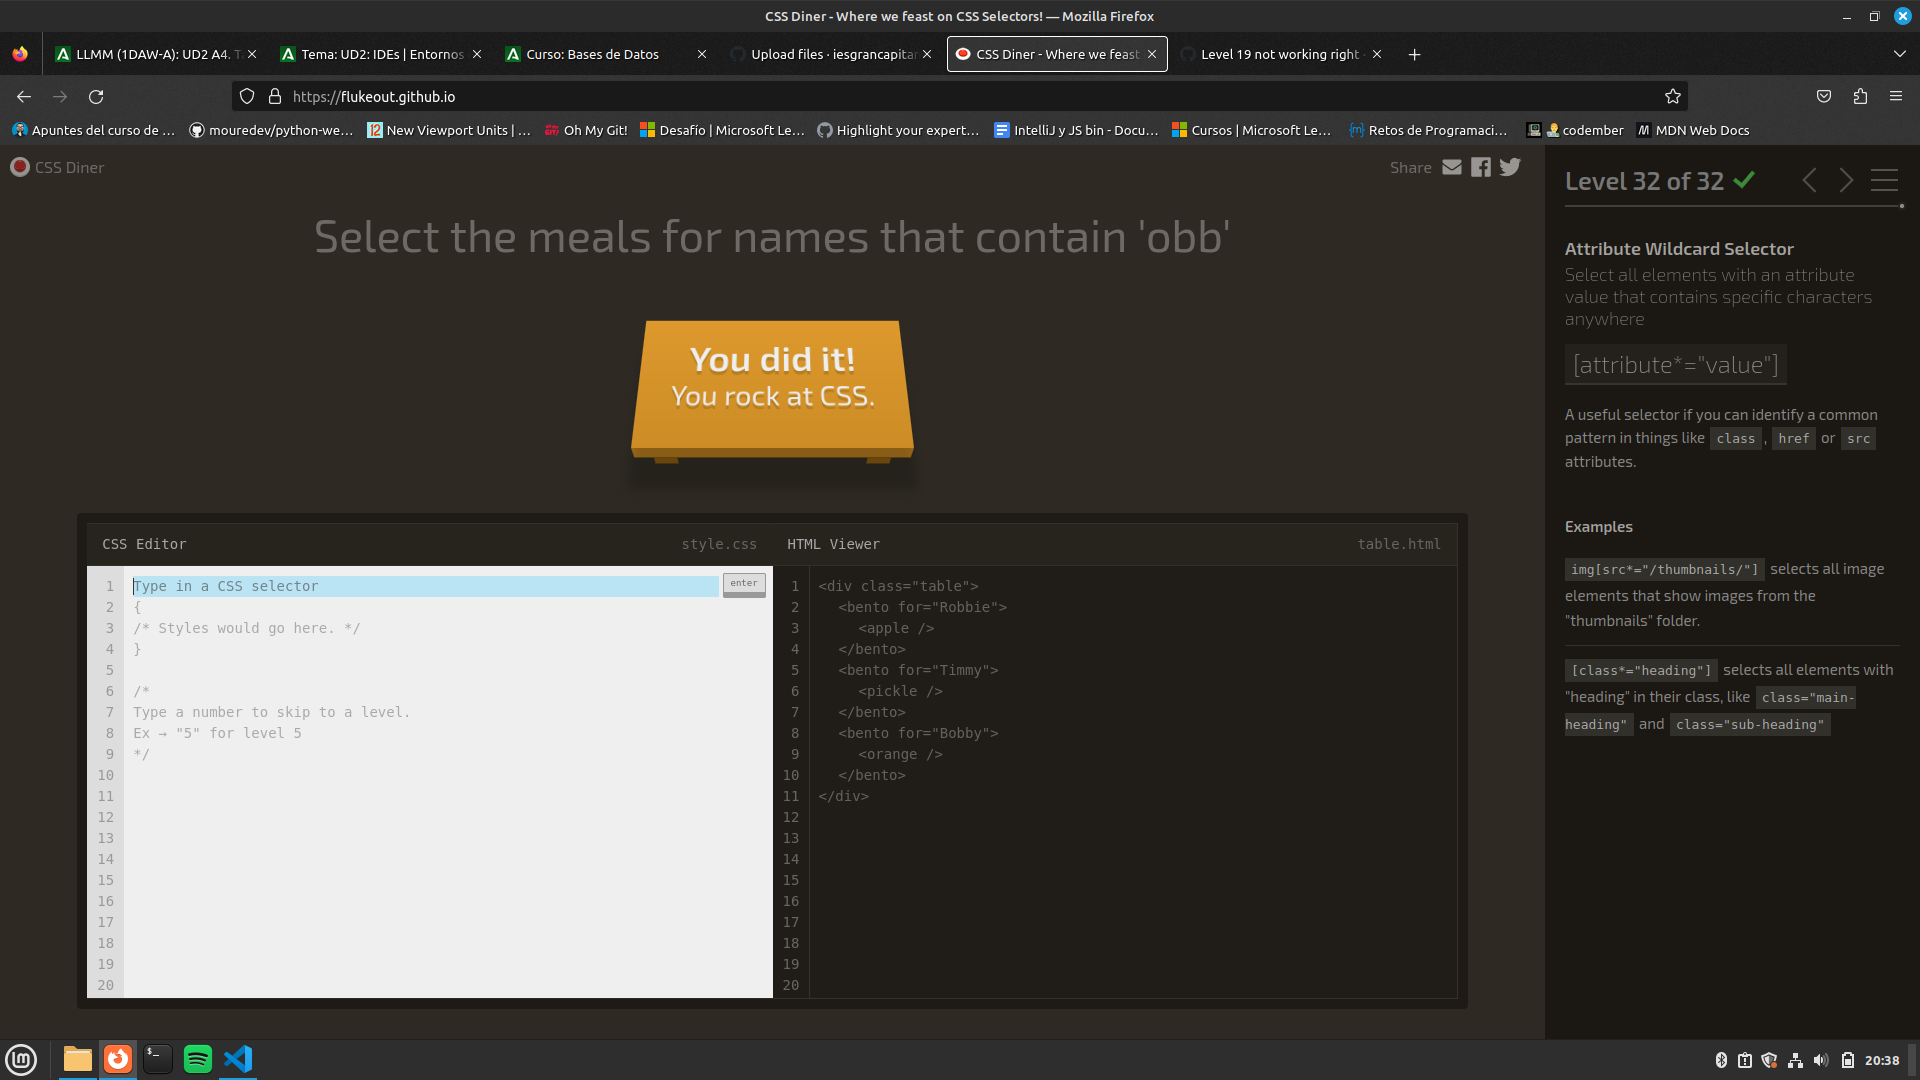 CSS Diner - Where we feast on CSS Selectors! — Mozilla Firefox
LLMM (1DAW-A): UD2 A4. T
Tema: UD2: IDEs | Entornos
Curso: Bases de Datos
Upload files · iesgrancapitan
CSS Diner - Where we feast
Level 19 not working right ·
https://flukeout.github.io
Apuntes del curso de …
mouredev/python-we…
New Viewport Units | …
Oh My Git!
Desafío | Microsoft Le…
Highlight your expert…
IntelliJ y JS bin - Docu…
Cursos | Microsoft Le…
Retos de Programaci…
codember
MDN Web Docs
CSS Diner
Share
Select the meals for names that contain 'obb'
You did it!
You rock at CSS.
CSS Editor
style.css
HTML Viewer
table.html
1 Type in a CSS selector
enter
2 {
3 /* Styles would go here. */
4 }
5
6 /*
7 Type a number to skip to a level.
8 Ex → "5" for level 5
9 */
10
11
12
13
14
15
16
17
18
19
20
1 <div class="table">
2 <bento for="Robbie">
3 <apple />
4 </bento>
5 <bento for="Timmy">
6 <pickle />
7 </bento>
8 <bento for="Bobby">
9 <orange />
10 </bento>
11 </div>
12
13
14
15
16
17
18
19
20
Level 32 of 32
Attribute Wildcard Selector
Select all elements with an attribute
value that contains specific characters
anywhere
[attribute*="value"]
A useful selector if you can identify a common
pattern in things like class , href or src
attributes.
Examples
img[src*="/thumbnails/"] selects all image
elements that show images from the
"thumbnails" folder.
[class*="heading"] selects all elements with
"heading" in their class, like class="main-
heading" and class="sub-heading"
20:38